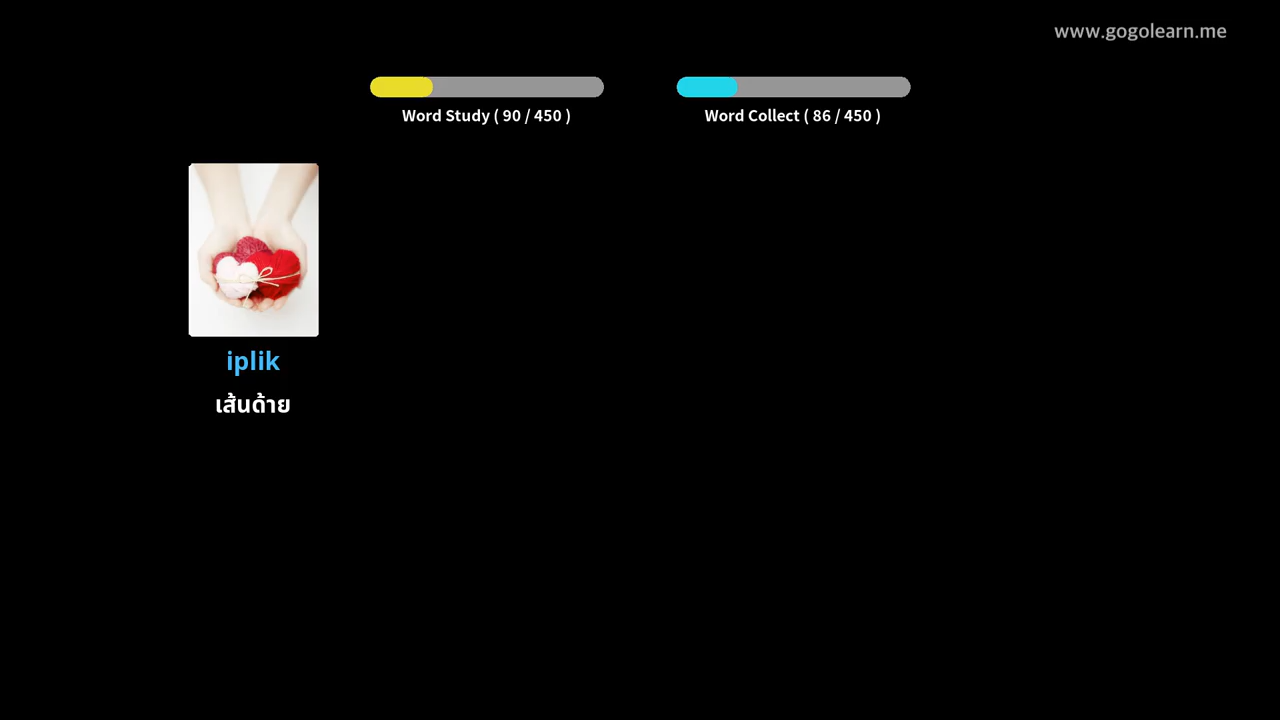 www.gogolearn.me
Word Study ( 90 / 450 )
Word Collect ( 86 / 450 )
iplik
เส้นด้าย